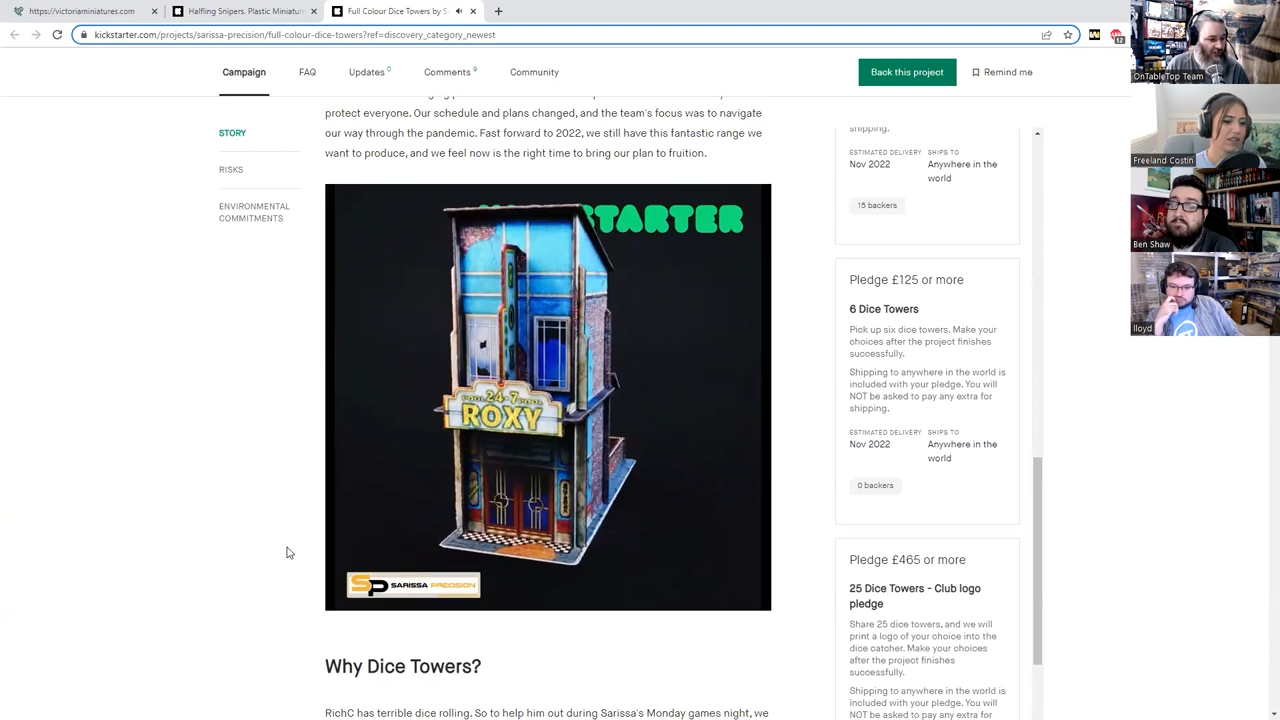 https://victoriaminiatures.com
Halfling Snipers. Plastic Miniatur
Full Colour Dice Towers by S
kickstarter.com/projects/sarissa-precision/full-colour-dice-towers?ref=discovery_category_newest
12
Campaign
FAQ
Updates 0
Comments 9
Community
Back this project
Remind me
STORY
RISKS
ENVIRONMENTAL
COMMITMENTS
protect everyone. Our schedule and plans changed, and the team's focus was to navigate
our way through the pandemic. Fast forward to 2022, we still have this fantastic range we
want to produce, and we feel now is the right time to bring our plan to fruition.
STARTER
24-7
ROXY
SP SARISSA PRECISION
Why Dice Towers?
RichC has terrible dice rolling. So to help him out during Sarissa's Monday games night, we
shipping.
ESTIMATED DELIVERY
Nov 2022
SHIPS TO
Anywhere in the
world
15 backers
Pledge £125 or more
6 Dice Towers
Pick up six dice towers. Make your
choices after the project finishes
successfully.
Shipping to anywhere in the world is
included with your pledge. You will
NOT be asked to pay any extra for
shipping.
ESTIMATED DELIVERY
Nov 2022
SHIPS TO
Anywhere in the
world
0 backers
Pledge £465 or more
25 Dice Towers - Club logo
pledge
Share 25 dice towers, and we will
print a logo of your choice into the
dice catcher. Make your choices
after the project finishes
successfully.
Shipping to anywhere in the world is
included with your pledge. You will
NOT be asked to pay any extra for
OnTableTop Team
Freeland Costin
Ben Shaw
lloyd